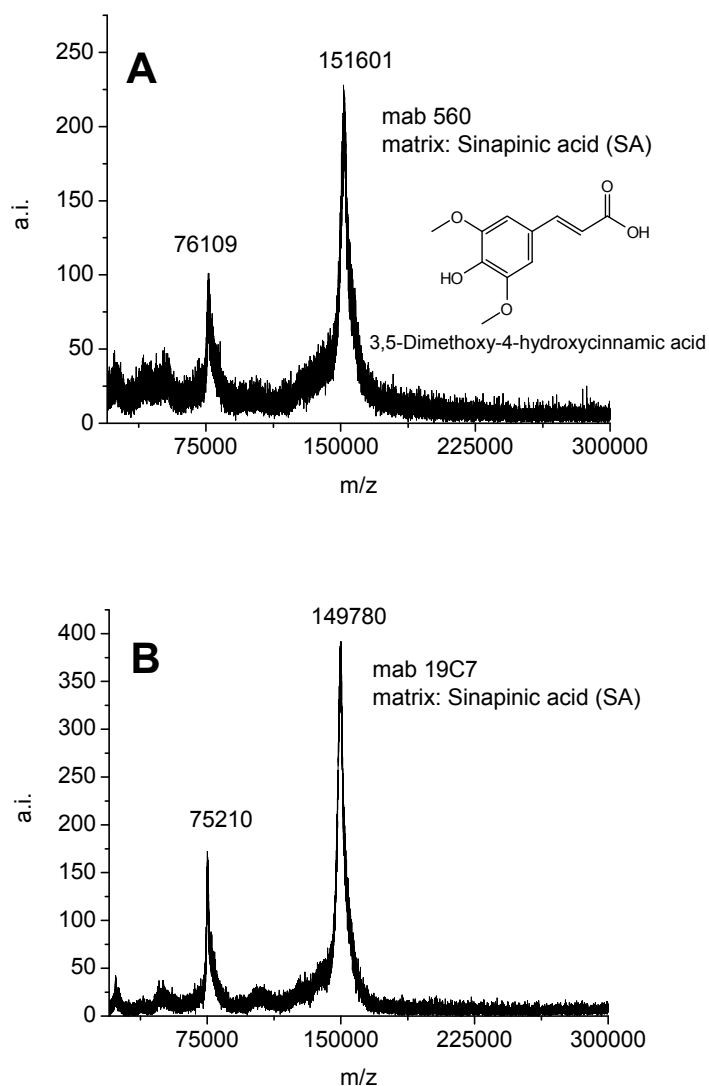 A
151601
mab 560
matrix: Sinapinic acid (SA)
76109
O
O
OH
HO
O
3,5-Dimethoxy-4-hydroxycinnamic acid
a.i.
250
200
150
100
50
0
75000 150000 225000 300000
m/z
B
149780
mab 19C7
matrix: Sinapinic acid (SA)
75210
a.i.
400
350
300
250
200
150
100
50
0
75000 150000 225000 300000
m/z